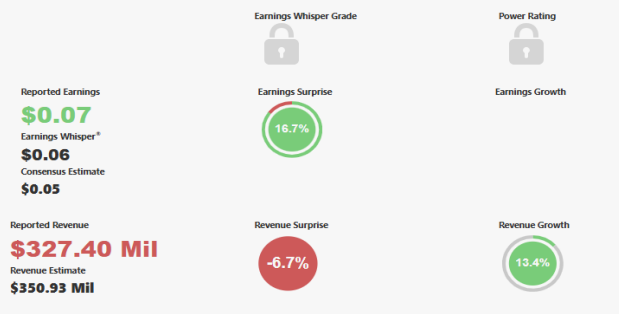 Earnings Whisper Grade
Power Rating
Reported Earnings
$0.07
Earnings Whisper®
$0.06
Consensus Estimate
$0.05
Earnings Surprise
16.7%
Earnings Growth
Reported Revenue
$327.40 Mil
Revenue Estimate
$350.93 Mil
Revenue Surprise
-6.7%
Revenue Growth
13.4%